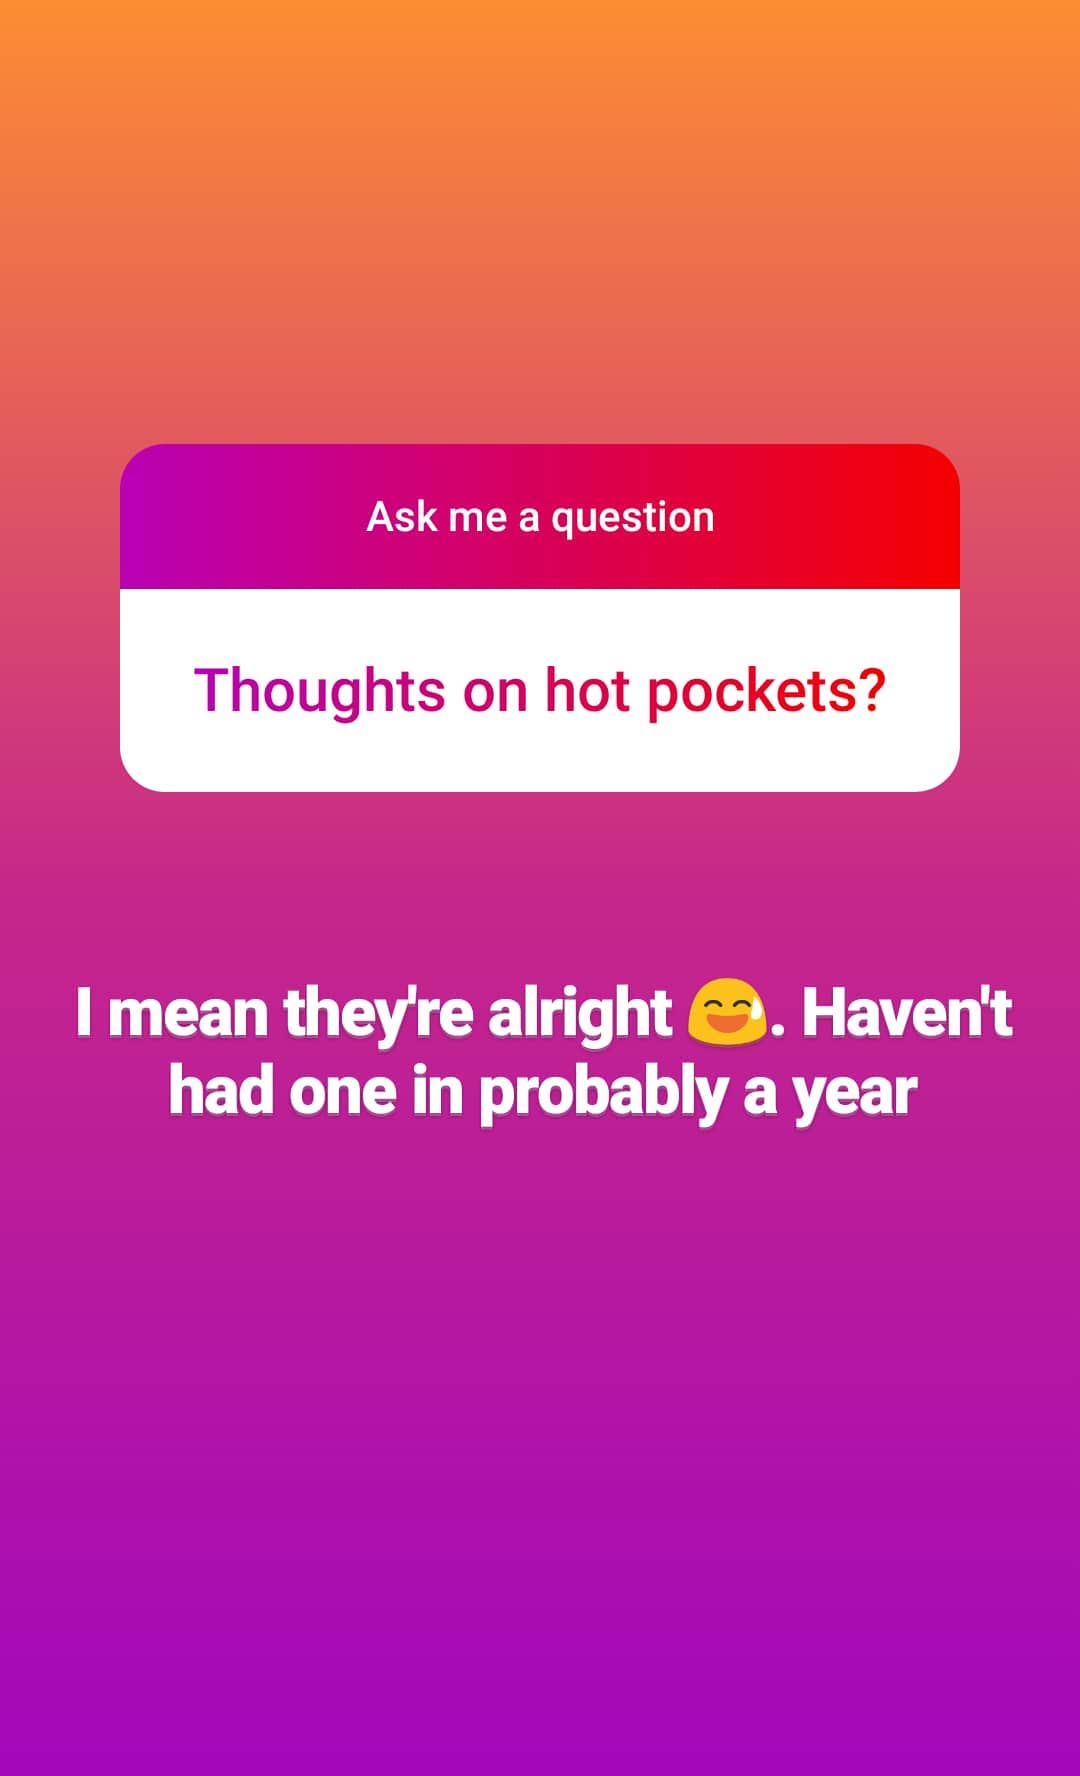 Ask me a question
Thoughts on hot pockets?
I mean they're alright 😅. Haven't
had one in probably a year